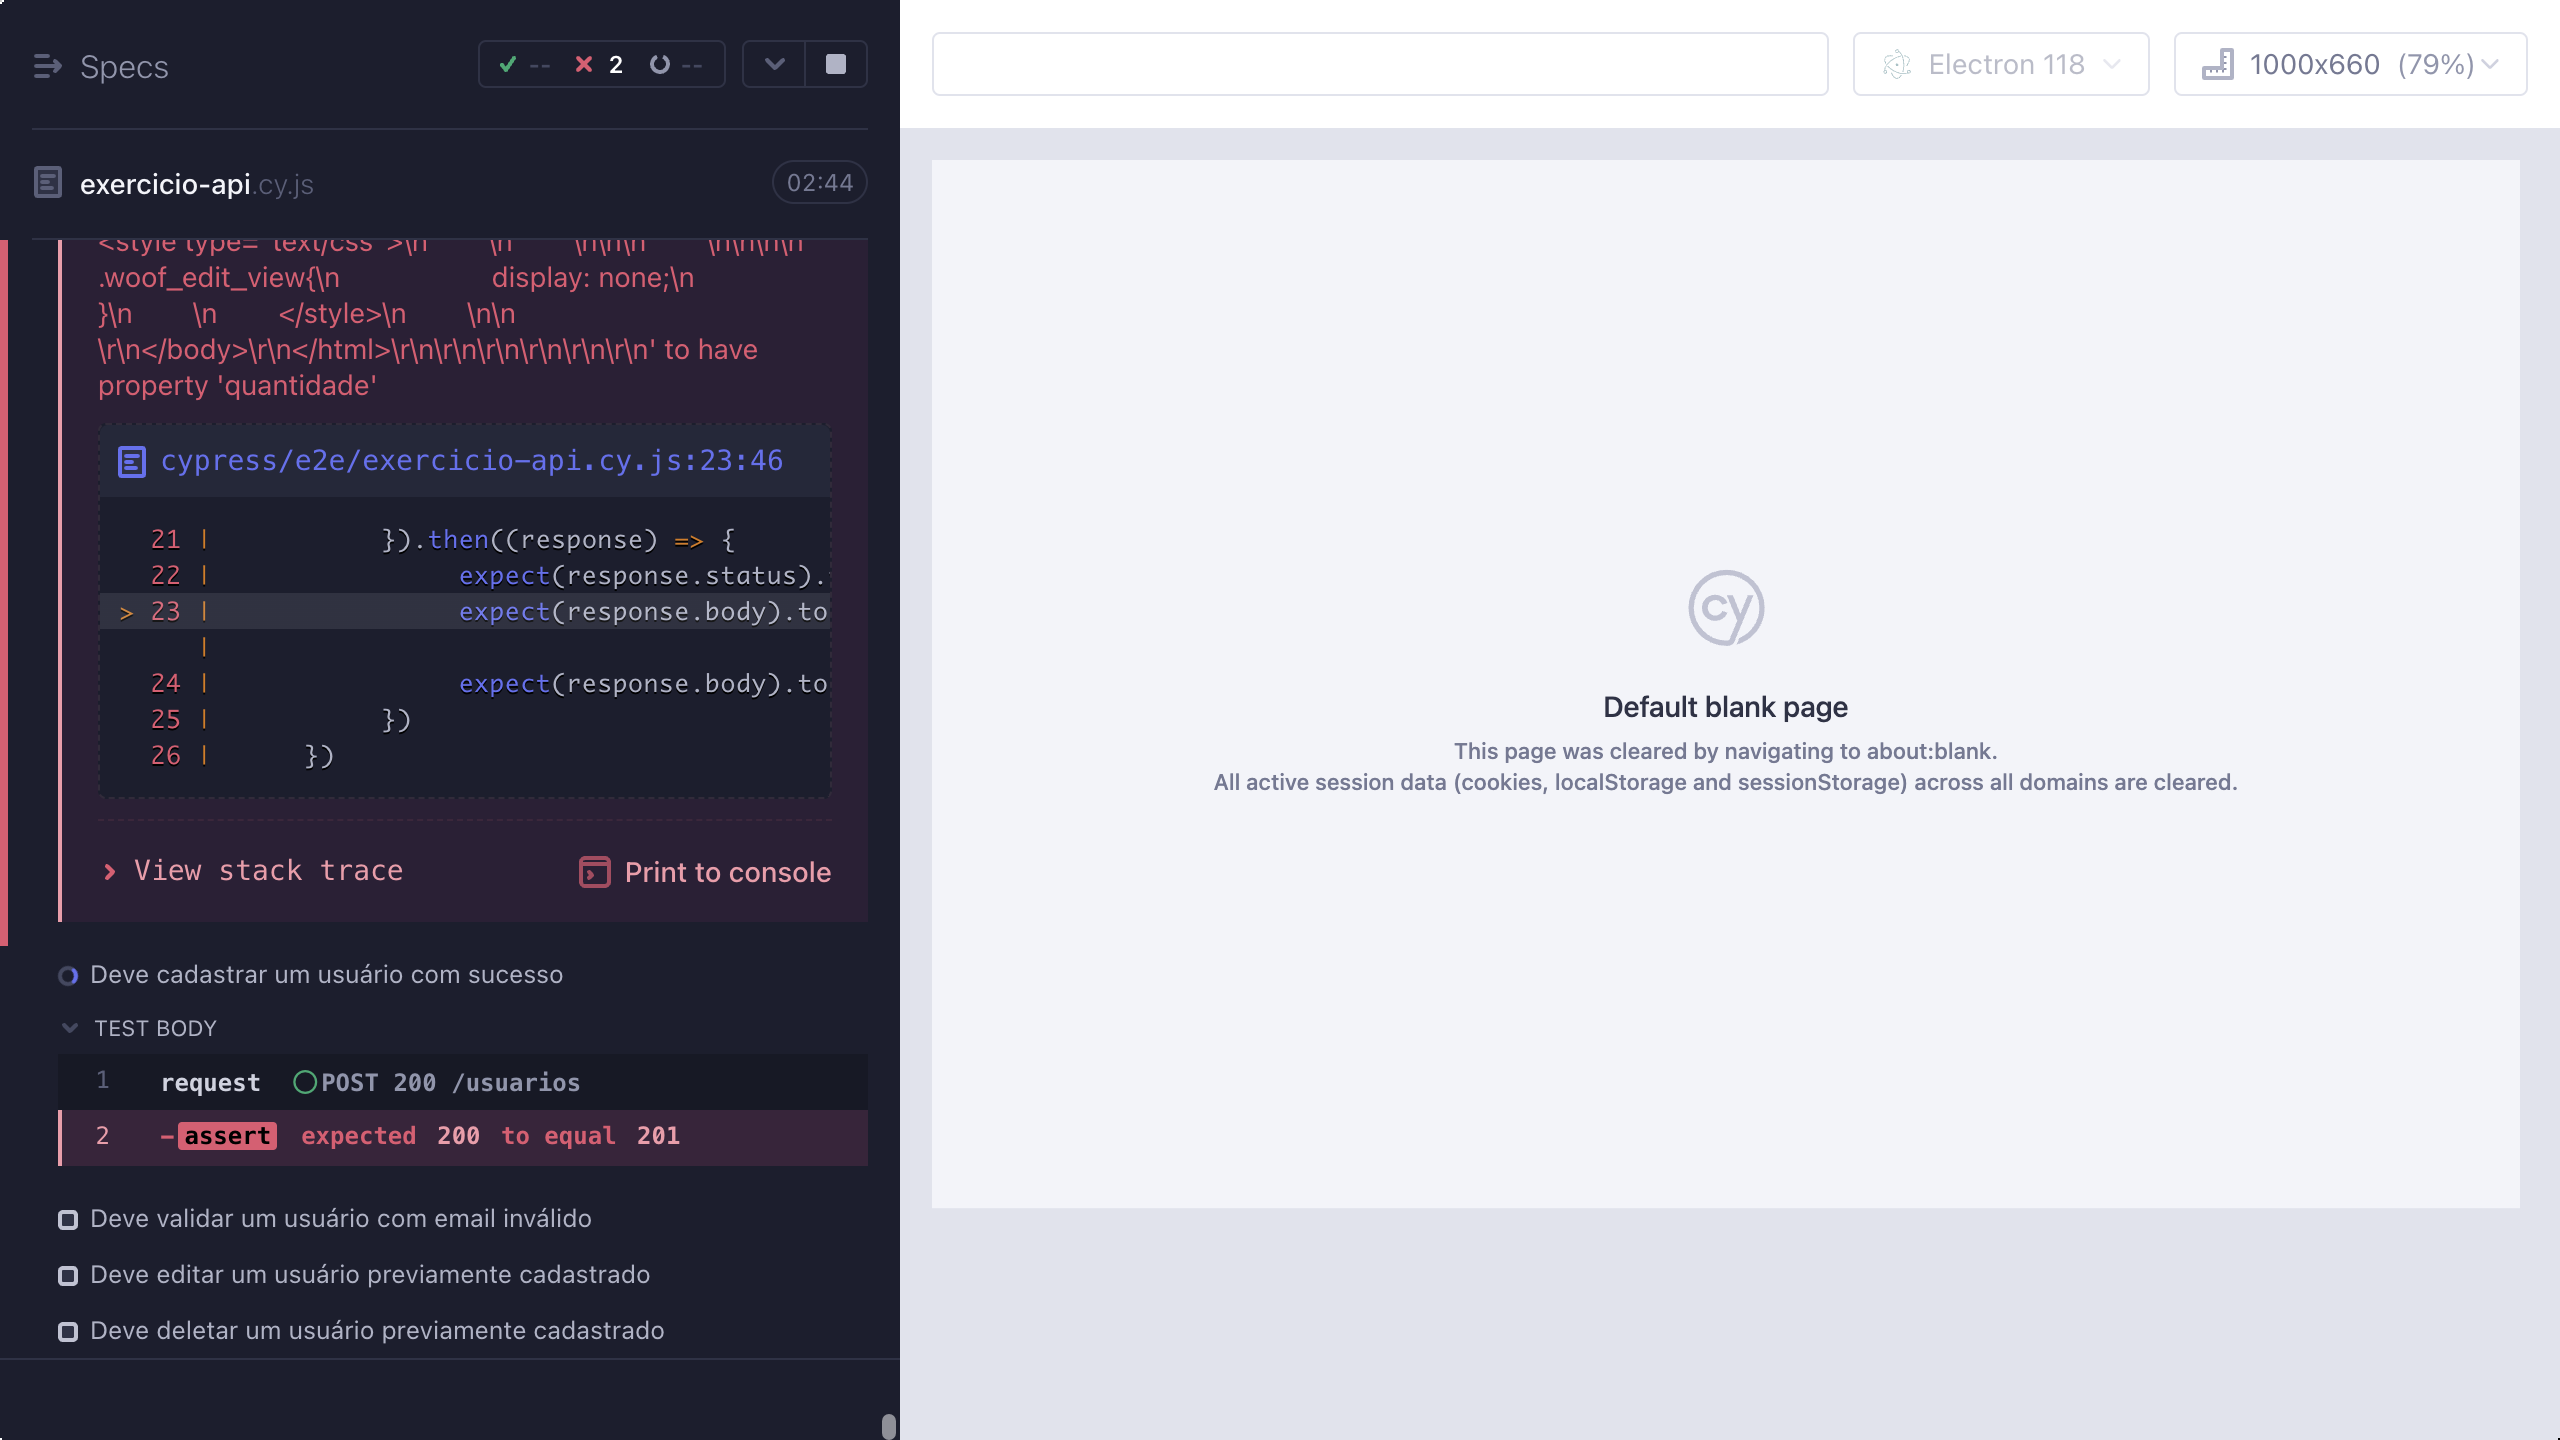 Specs
-- 2 --
exercicio-api.cy.js 02:44
<style type="text/css">\n \n \n\n\n \n\n\n\n
.woof_edit_view{\n display: none;\n
}\n \n </style>\n \n\n
\r\n</body>\r\n</html>\r\n\r\n\r\n\r\n\r\n\r\n' to have
property 'quantidade'
cypress/e2e/exercicio-api.cy.js:23:46
21 | }).then((response) => {
22 | expect(response.status).
> 23 | expect(response.body).to
|
24 | expect(response.body).to
25 | })
26 | })
View stack trace
Print to console
Deve cadastrar um usuário com sucesso
TEST BODY
1 request POST 200 /usuarios
2 -assert expected 200 to equal 201
Deve validar um usuário com email inválido
Deve editar um usuário previamente cadastrado
Deve deletar um usuário previamente cadastrado
Electron 118
1000x660 (79%)
cy
Default blank page
This page was cleared by navigating to about:blank.
All active session data (cookies, localStorage and sessionStorage) across all domains are cleared.